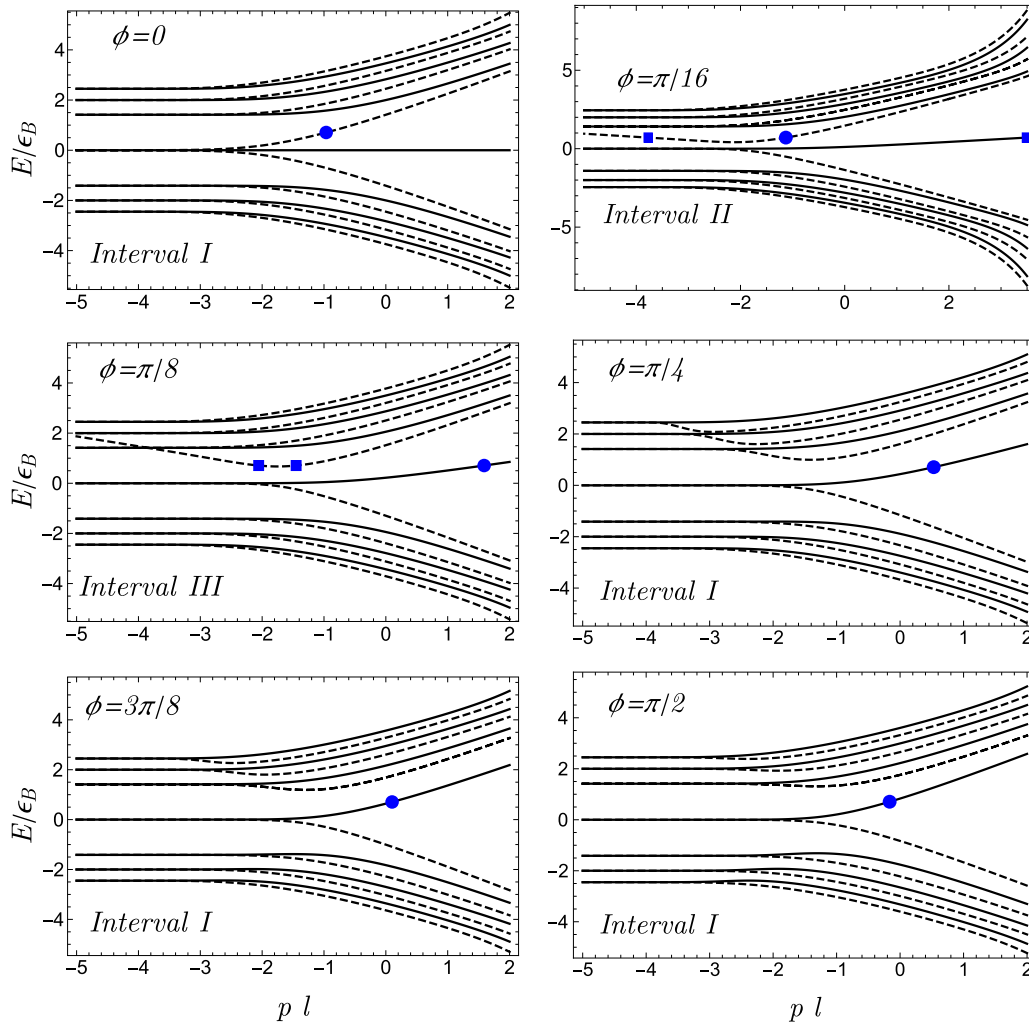 ϕ=0
E/ϵ_B
4
2
0
-2
-4
Interval I
-5 -4 -3 -2 -1 0 1 2
ϕ=π/16
5
0
-5
Interval II
-4 -2 0 2
ϕ=π/8
E/ϵ_B
4
2
0
-2
-4
Interval III
-5 -4 -3 -2 -1 0 1 2
ϕ=π/4
4
2
0
-2
-4
Interval I
-5 -4 -3 -2 -1 0 1 2
ϕ=3π/8
E/ϵ_B
4
2
0
-2
-4
Interval I
-5 -4 -3 -2 -1 0 1 2
p l
ϕ=π/2
4
2
0
-2
-4
Interval I
-5 -4 -3 -2 -1 0 1 2
p l